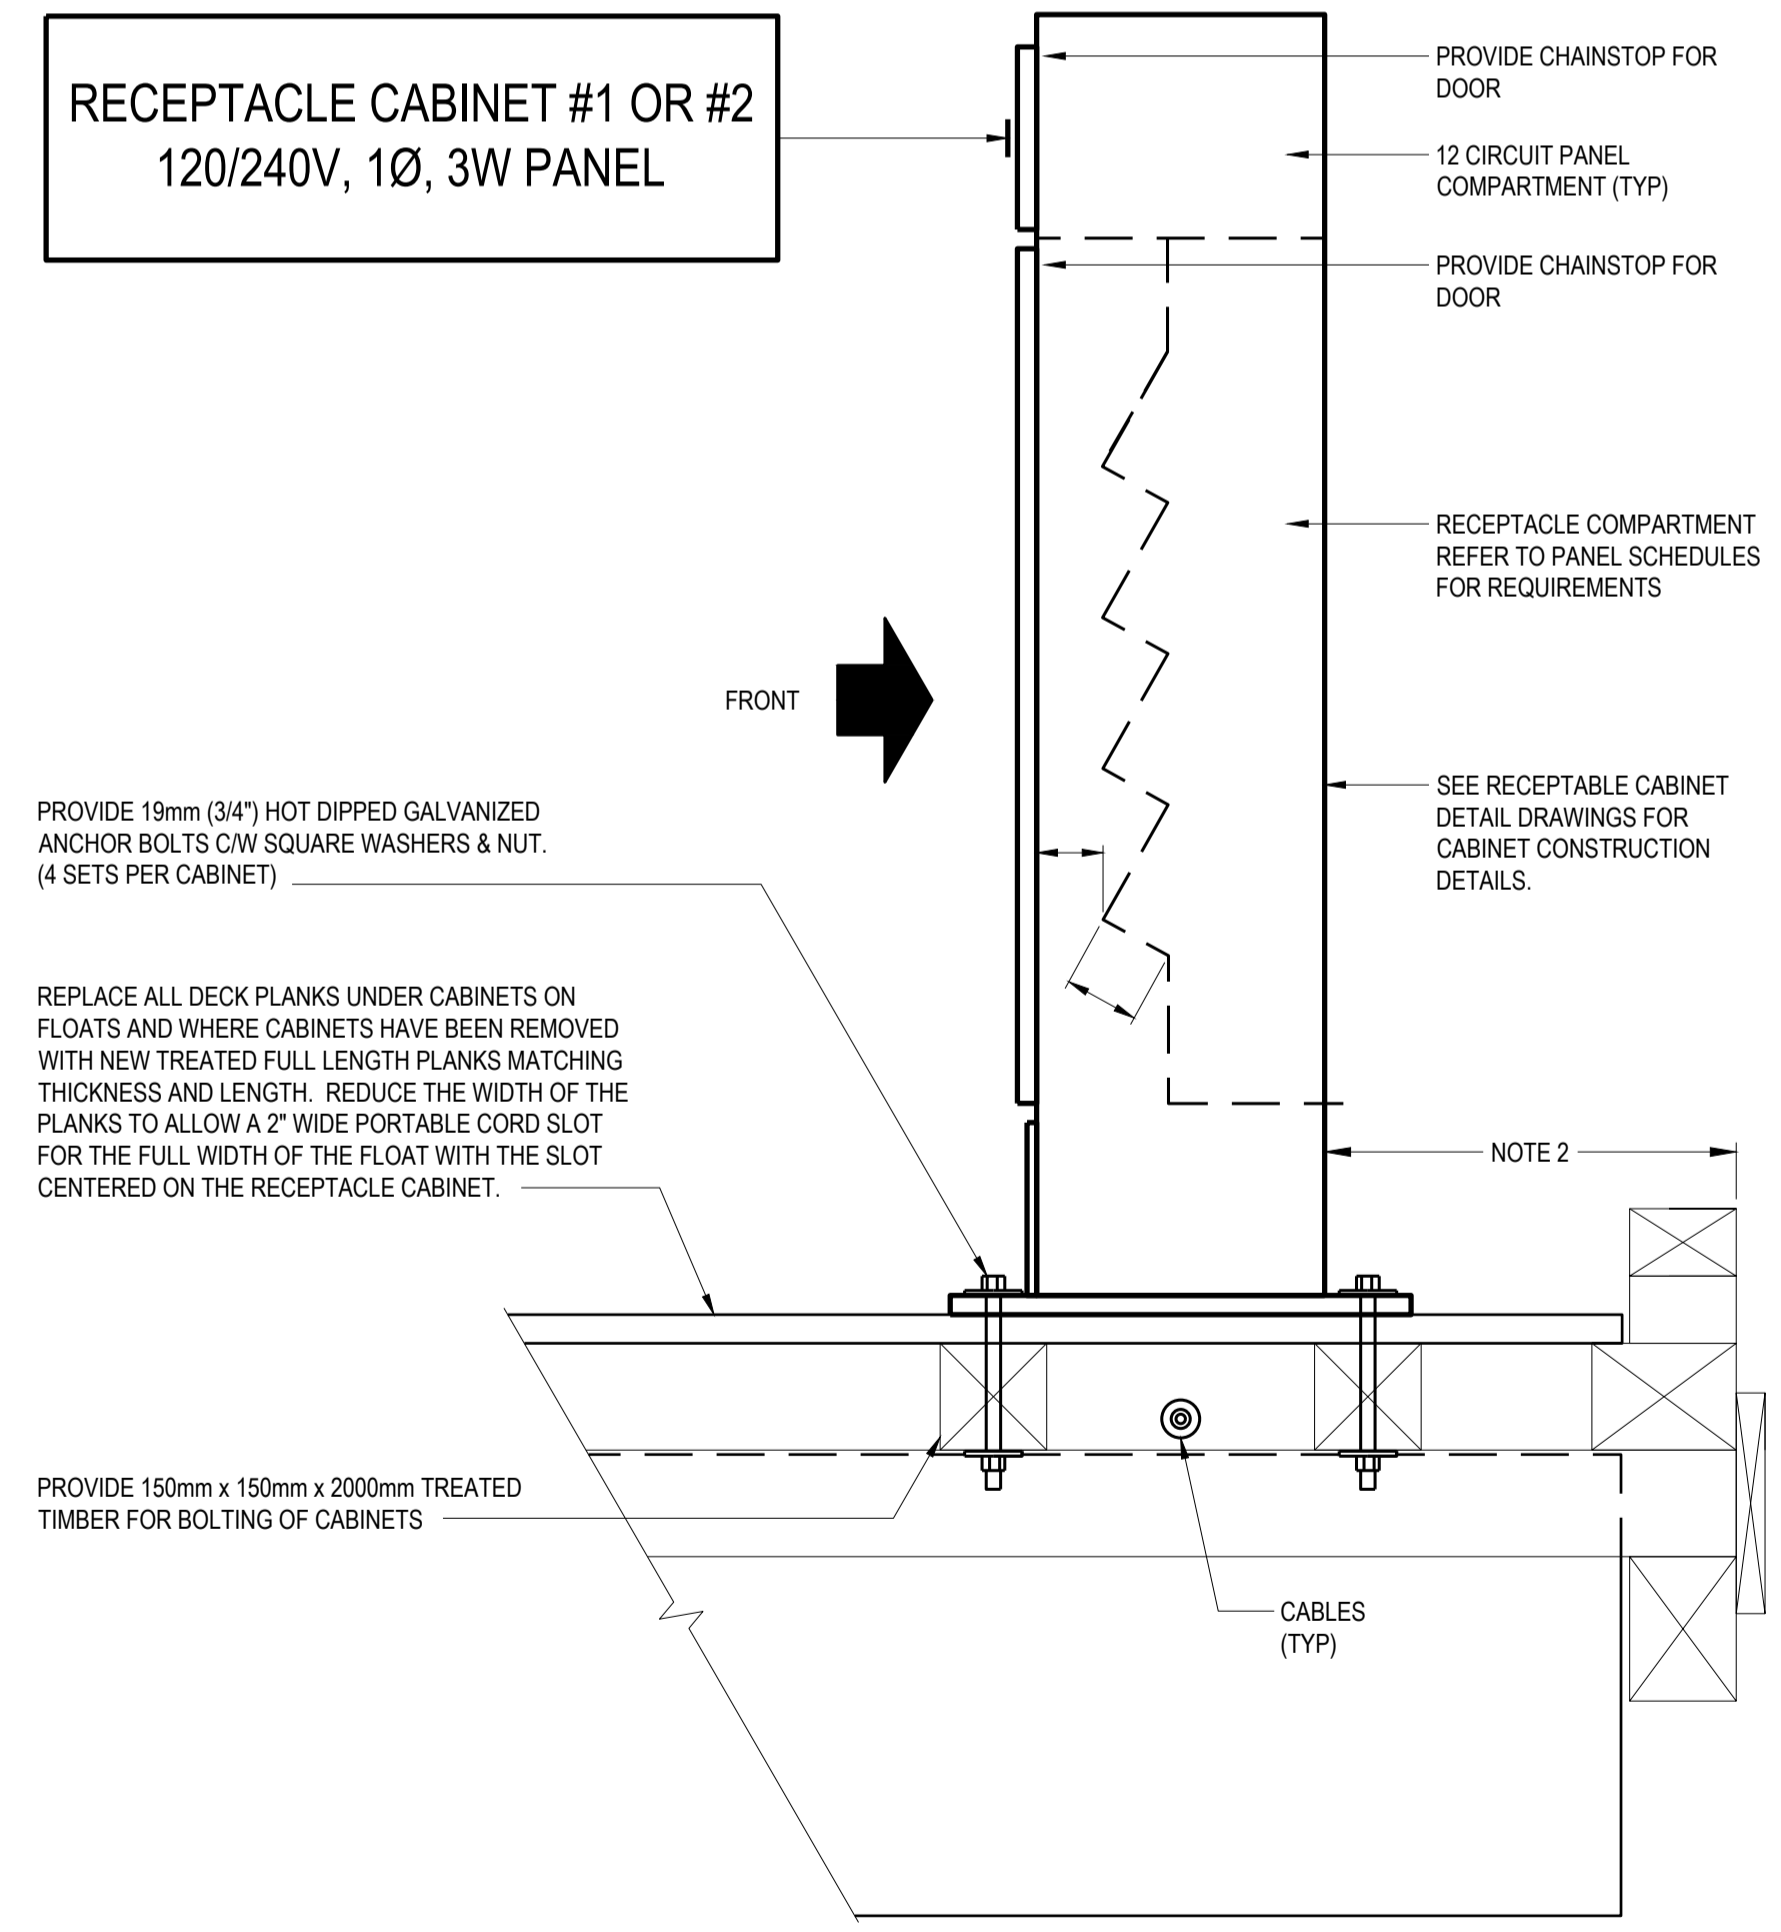 RECEPTACLE CABINET #1 OR #2
120/240V, 1Ø, 3W PANEL
PROVIDE CHAINSTOP FOR
DOOR
12 CIRCUIT PANEL
COMPARTMENT (TYP)
PROVIDE CHAINSTOP FOR
DOOR
RECEPTACLE COMPARTMENT
REFER TO PANEL SCHEDULES
FOR REQUIREMENTS
FRONT
SEE RECEPTABLE CABINET
DETAIL DRAWINGS FOR
CABINET CONSTRUCTION
DETAILS.
PROVIDE 19mm (3/4") HOT DIPPED GALVANIZED
ANCHOR BOLTS C/W SQUARE WASHERS & NUT.
(4 SETS PER CABINET)
REPLACE ALL DECK PLANKS UNDER CABINETS ON
FLOATS AND WHERE CABINETS HAVE BEEN REMOVED
WITH NEW TREATED FULL LENGTH PLANKS MATCHING
THICKNESS AND LENGTH. REDUCE THE WIDTH OF THE
PLANKS TO ALLOW A 2" WIDE PORTABLE CORD SLOT
FOR THE FULL WIDTH OF THE FLOAT WITH THE SLOT
CENTERED ON THE RECEPTACLE CABINET.
NOTE 2
PROVIDE 150mm x 150mm x 2000mm TREATED
TIMBER FOR BOLTING OF CABINETS
CABLES
(TYP)